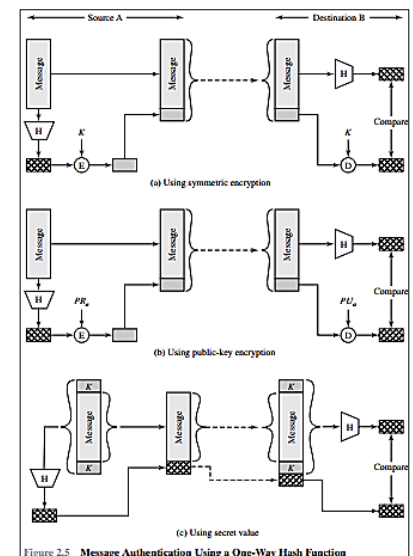 Source A Destination B
Message Message Message H
H K K Compare
E D
(a) Using symmetric encryption
Message Message Message H
H PRa PUa Compare
E D
(b) Using public-key encryption
K K
Message Message Message H
K K Compare
H
(c) Using secret value
Figure 2.5 Message Authentication Using a One-Way Hash Function